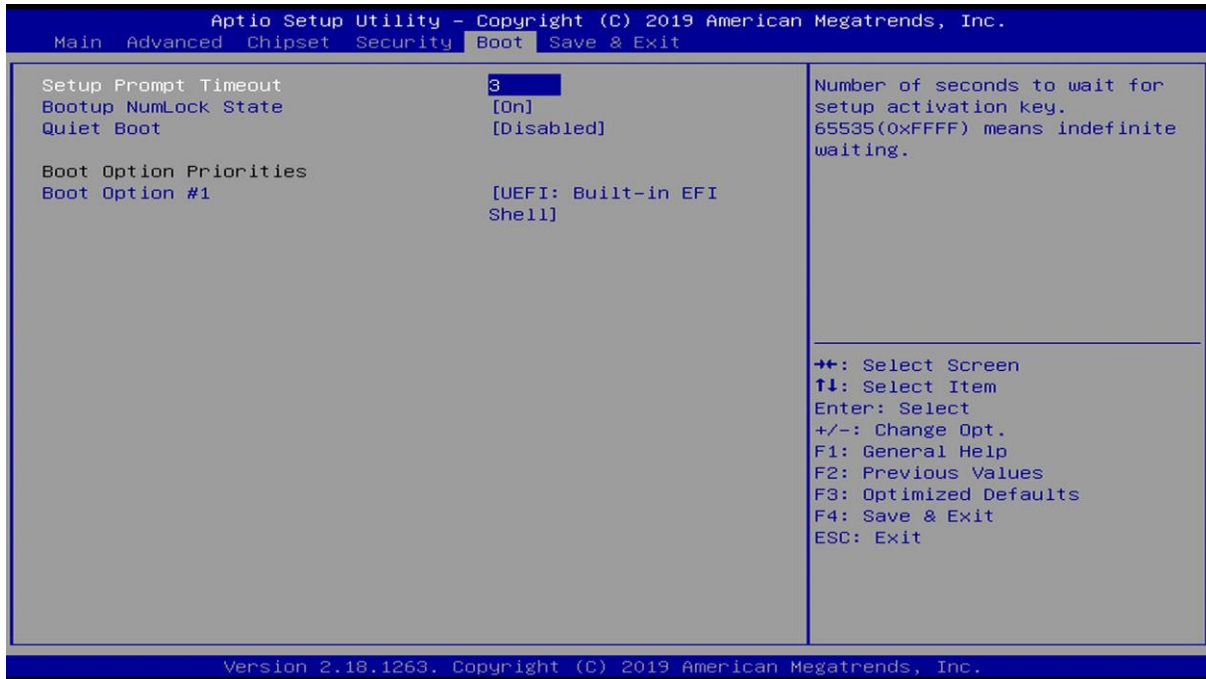 Aptio Setup Utility – Copyright (C) 2019 American Megatrends, Inc.
Main Advanced Chipset Security Boot Save & Exit
Setup Prompt Timeout 3
Bootup NumLock State [On]
Quiet Boot [Disabled]
Boot Option Priorities
Boot Option #1 [UEFI: Built-in EFI
Shell]
Number of seconds to wait for
setup activation key.
65535(0xFFFF) means indefinite
waiting.
→←: Select Screen
↑↓: Select Item
Enter: Select
+/-: Change Opt.
F1: General Help
F2: Previous Values
F3: Optimized Defaults
F4: Save & Exit
ESC: Exit
Version 2.18.1263. Copyright (C) 2019 American Megatrends, Inc.